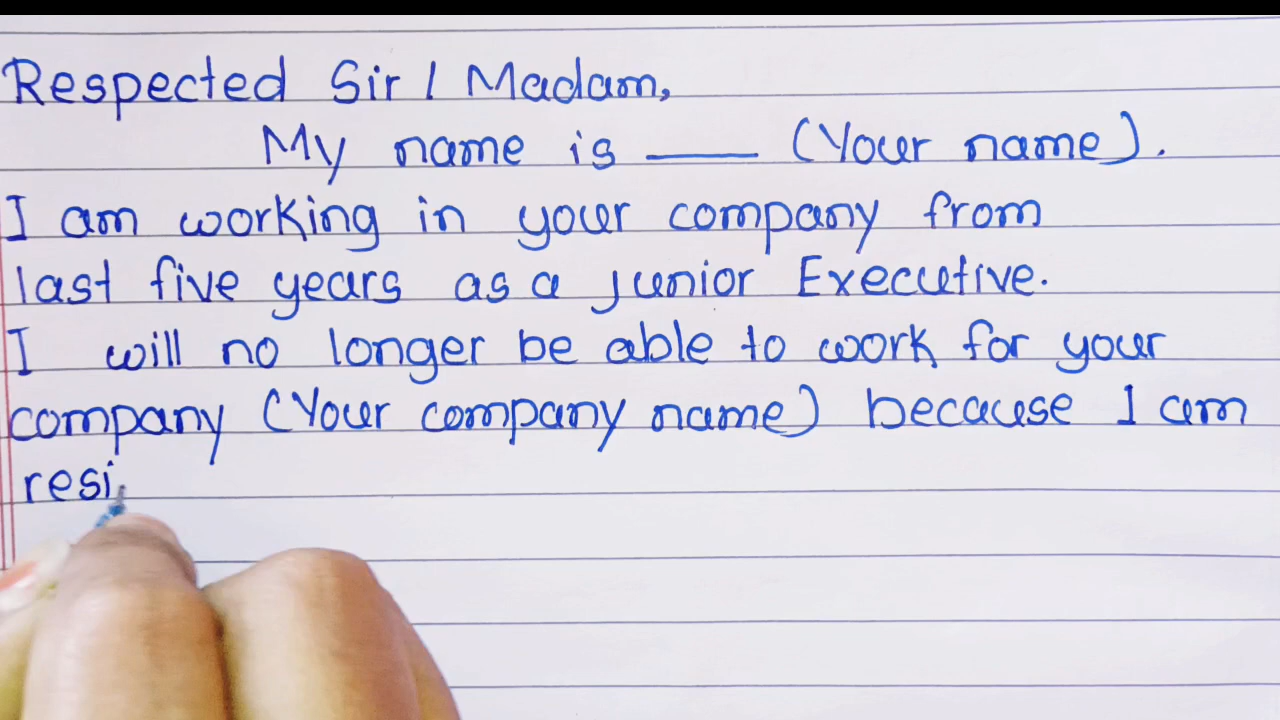 Respected Sir / Madam,
My name is ____ (Your name).
I am working in your company from
last five years as a junior Executive.
I will no longer be able to work for your
company (Your company name) because I am
resi